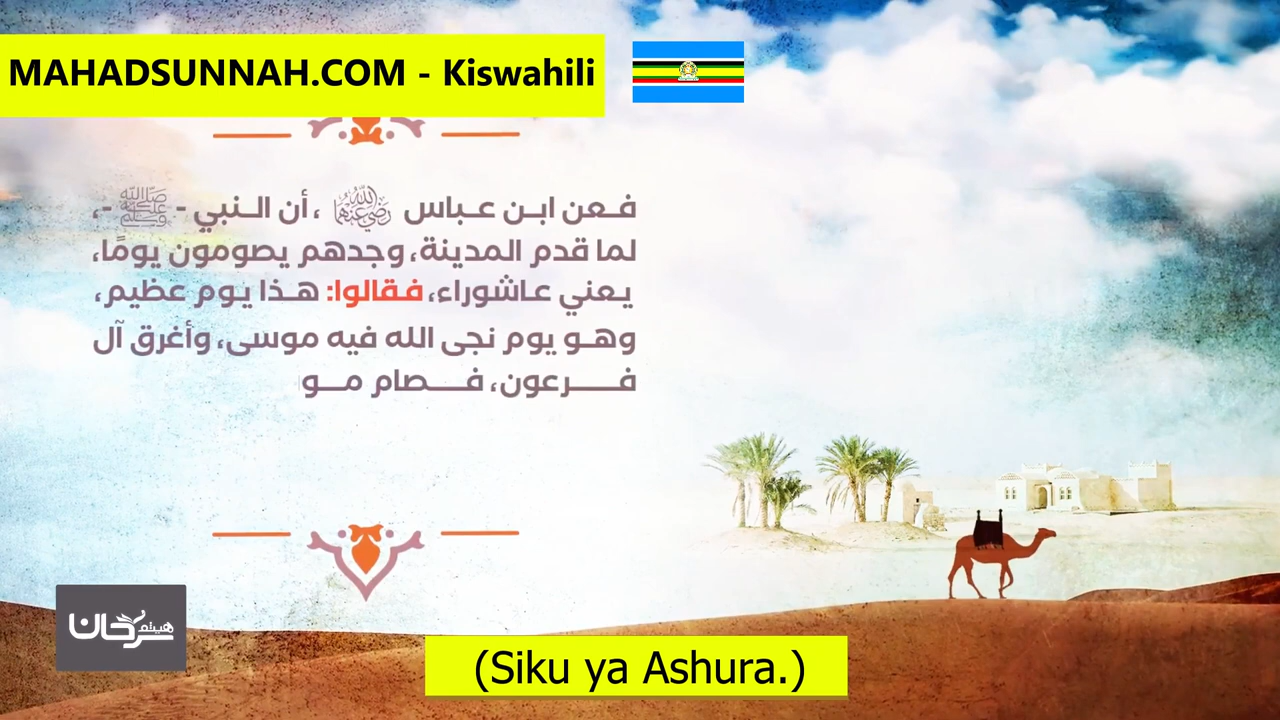 MAHADSUNNAH.COM - Kiswahili
فعن ابن عباس رضي الله عنهما، أن النبي - صلى الله عليه وسلم -،
لما قدم المدينة، وجدهم يصومون يومًا،
يعني عاشوراء، فقالوا: هذا يوم عظيم،
وهو يوم نجى الله فيه موسى، وأغرق آل
فرعون، فصام مو
هيثم سرحان
(Siku ya Ashura.)